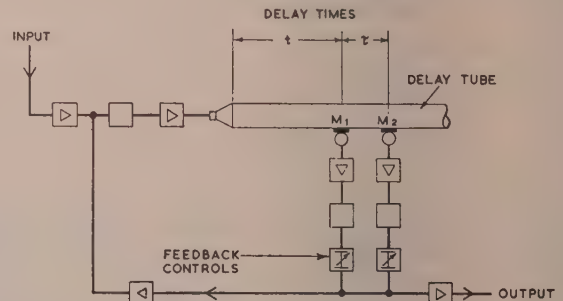 DELAY TIMES
INPUT
t
τ
DELAY TUBE
M₁
M₂
FEEDBACK
CONTROLS
OUTPUT